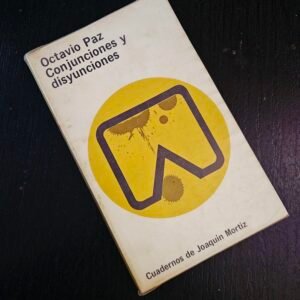 Octavio Paz
Conjunciones y
disyunciones
Cuadernos de Joaquín Mortiz